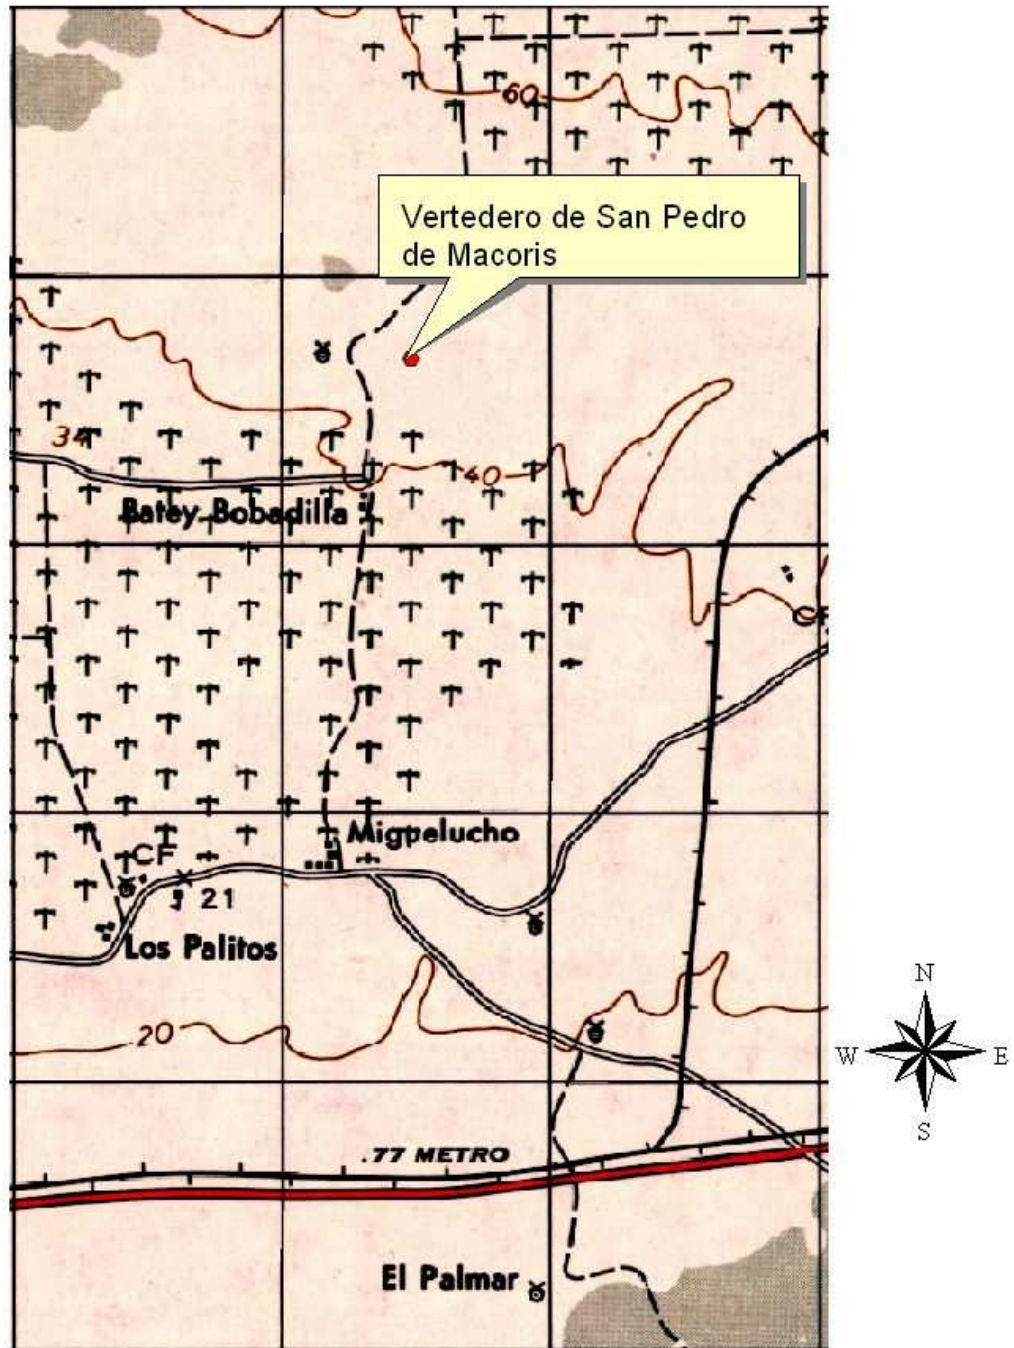 60
Vertedero de San Pedro
de Macoris
34
40
Batey Bobadilla
Miguelucho
CF
21
Los Palitos
20
N
W
E
S
.77 METRO
El Palmar